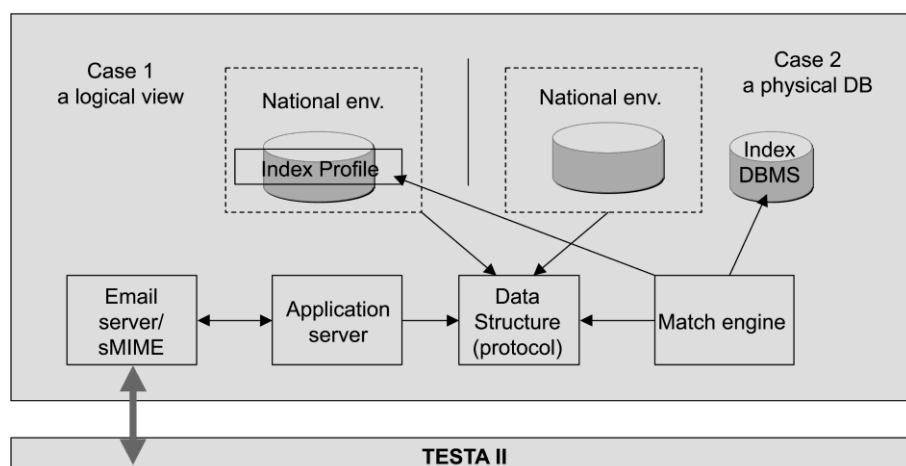 Case 1
a logical view
National env.
Index Profile
National env.
Case 2
a physical DB
Index
DBMS
Email
server/
sMIME
Application
server
Data
Structure
(protocol)
Match engine
TESTA II